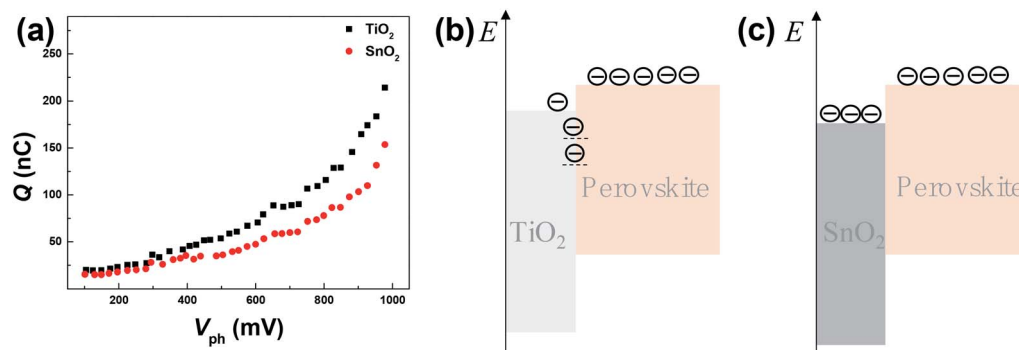 (a)
TiO₂
SnO₂
250
200
150
100
50
Q (nC)
200
400
600
800
1000
Vph (mV)
(b)
E
Perovskite
TiO₂
(c)
E
Perovskite
SnO₂